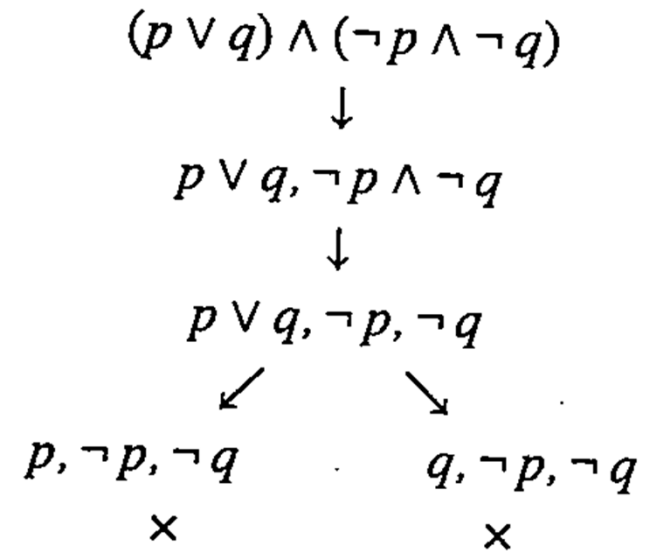 (p ∨ q) ∧ (¬ p ∧ ¬ q)
↓
p ∨ q, ¬ p ∧ ¬ q
↓
p ∨ q, ¬ p, ¬ q
↙ ↘
p, ¬ p, ¬ q q, ¬ p, ¬ q
× ×